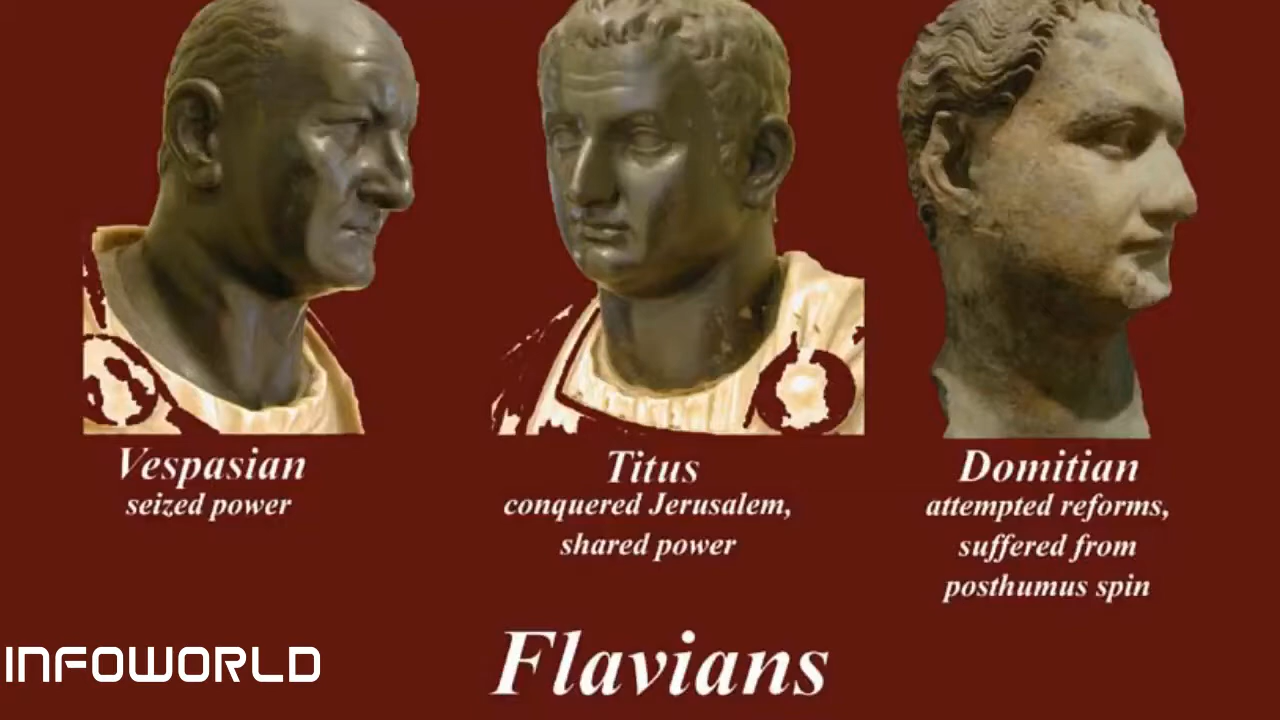 Vespasian
seized power
Titus
conquered Jerusalem,
shared power
Domitian
attempted reforms,
suffered from
posthumus spin
Flavians
INFOWORLD